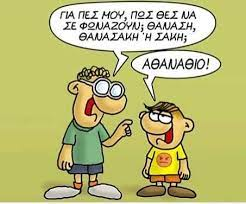 ΓΙΑ ΠΕΣ ΜΟΥ, ΠΩΣ ΘΕΣ ΝΑ
ΣΕ ΦΩΝΑΖΟΥΝ; ΘΑΝΑΣΗ,
ΘΑΝΑΣΑΚΗ Ή ΣΑΚΗ;
ΑΘΑΝΑΘΙΟ!